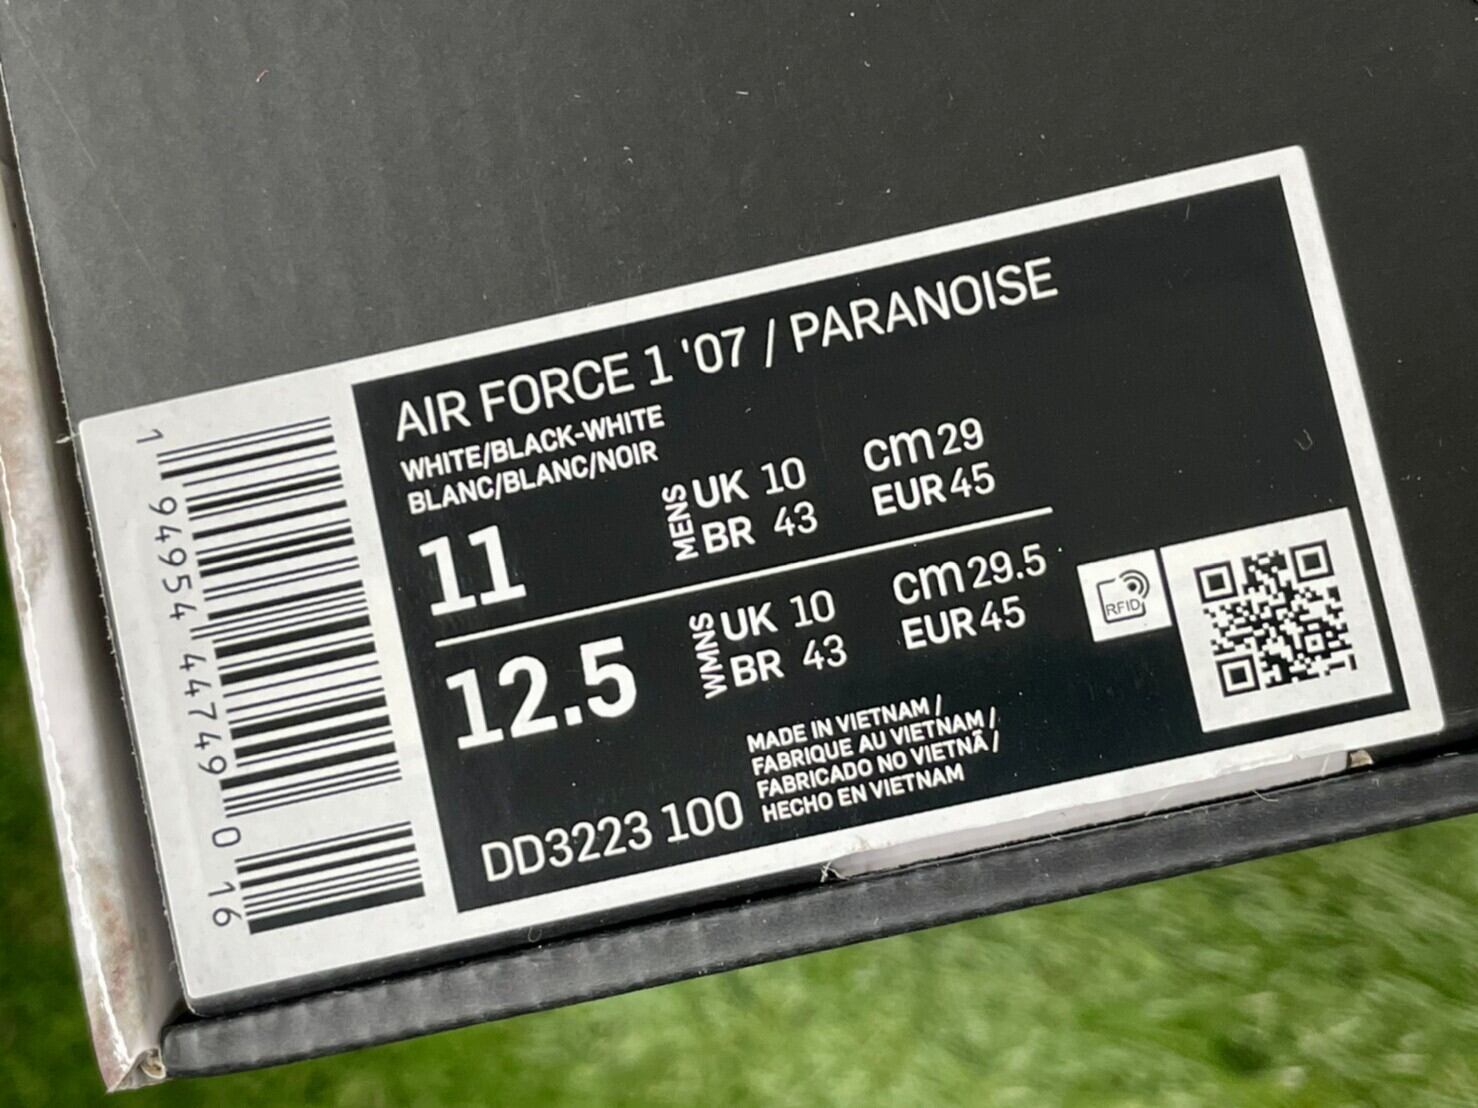 AIR FORCE 1 '07 / PARANOISE
WHITE/BLACK-WHITE
BLANC/BLANC/NOIR
11
MENS
UK 10
BR 43
cm 29
EUR 45
12.5
WMNS
UK 10
BR 43
cm 29.5
EUR 45
RFID
MADE IN VIETNAM /
FABRIQUE AU VIETNAM /
FABRICADO NO VIETNÃ /
HECHO EN VIETNAM
DD3223 100
1 94954 44749 0 16